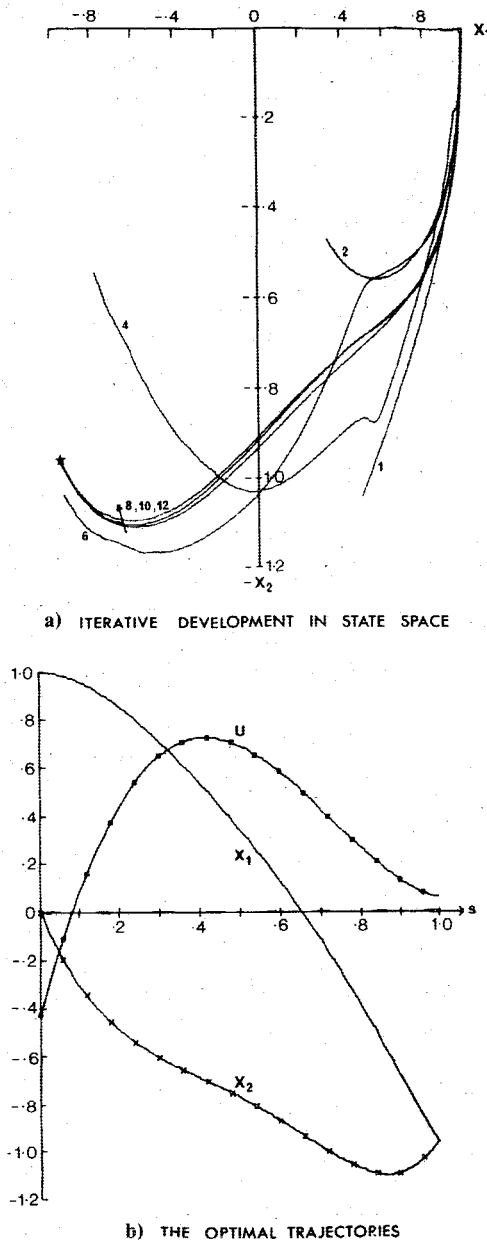 -.8 -.4 0 .4 .8 X
-.2
-.4
2
-.6
4
-.8
1
-1.0
8,10,12
6
-1.2
-X2
a) ITERATIVE DEVELOPMENT IN STATE SPACE
1.0
.8
U
.6
.4
X1
.2
0
.2 .4 .6 .8 1.0 s
-.2
-.4
-.6
X2
-.8
-1.0
-1.2
b) THE OPTIMAL TRAJECTORIES